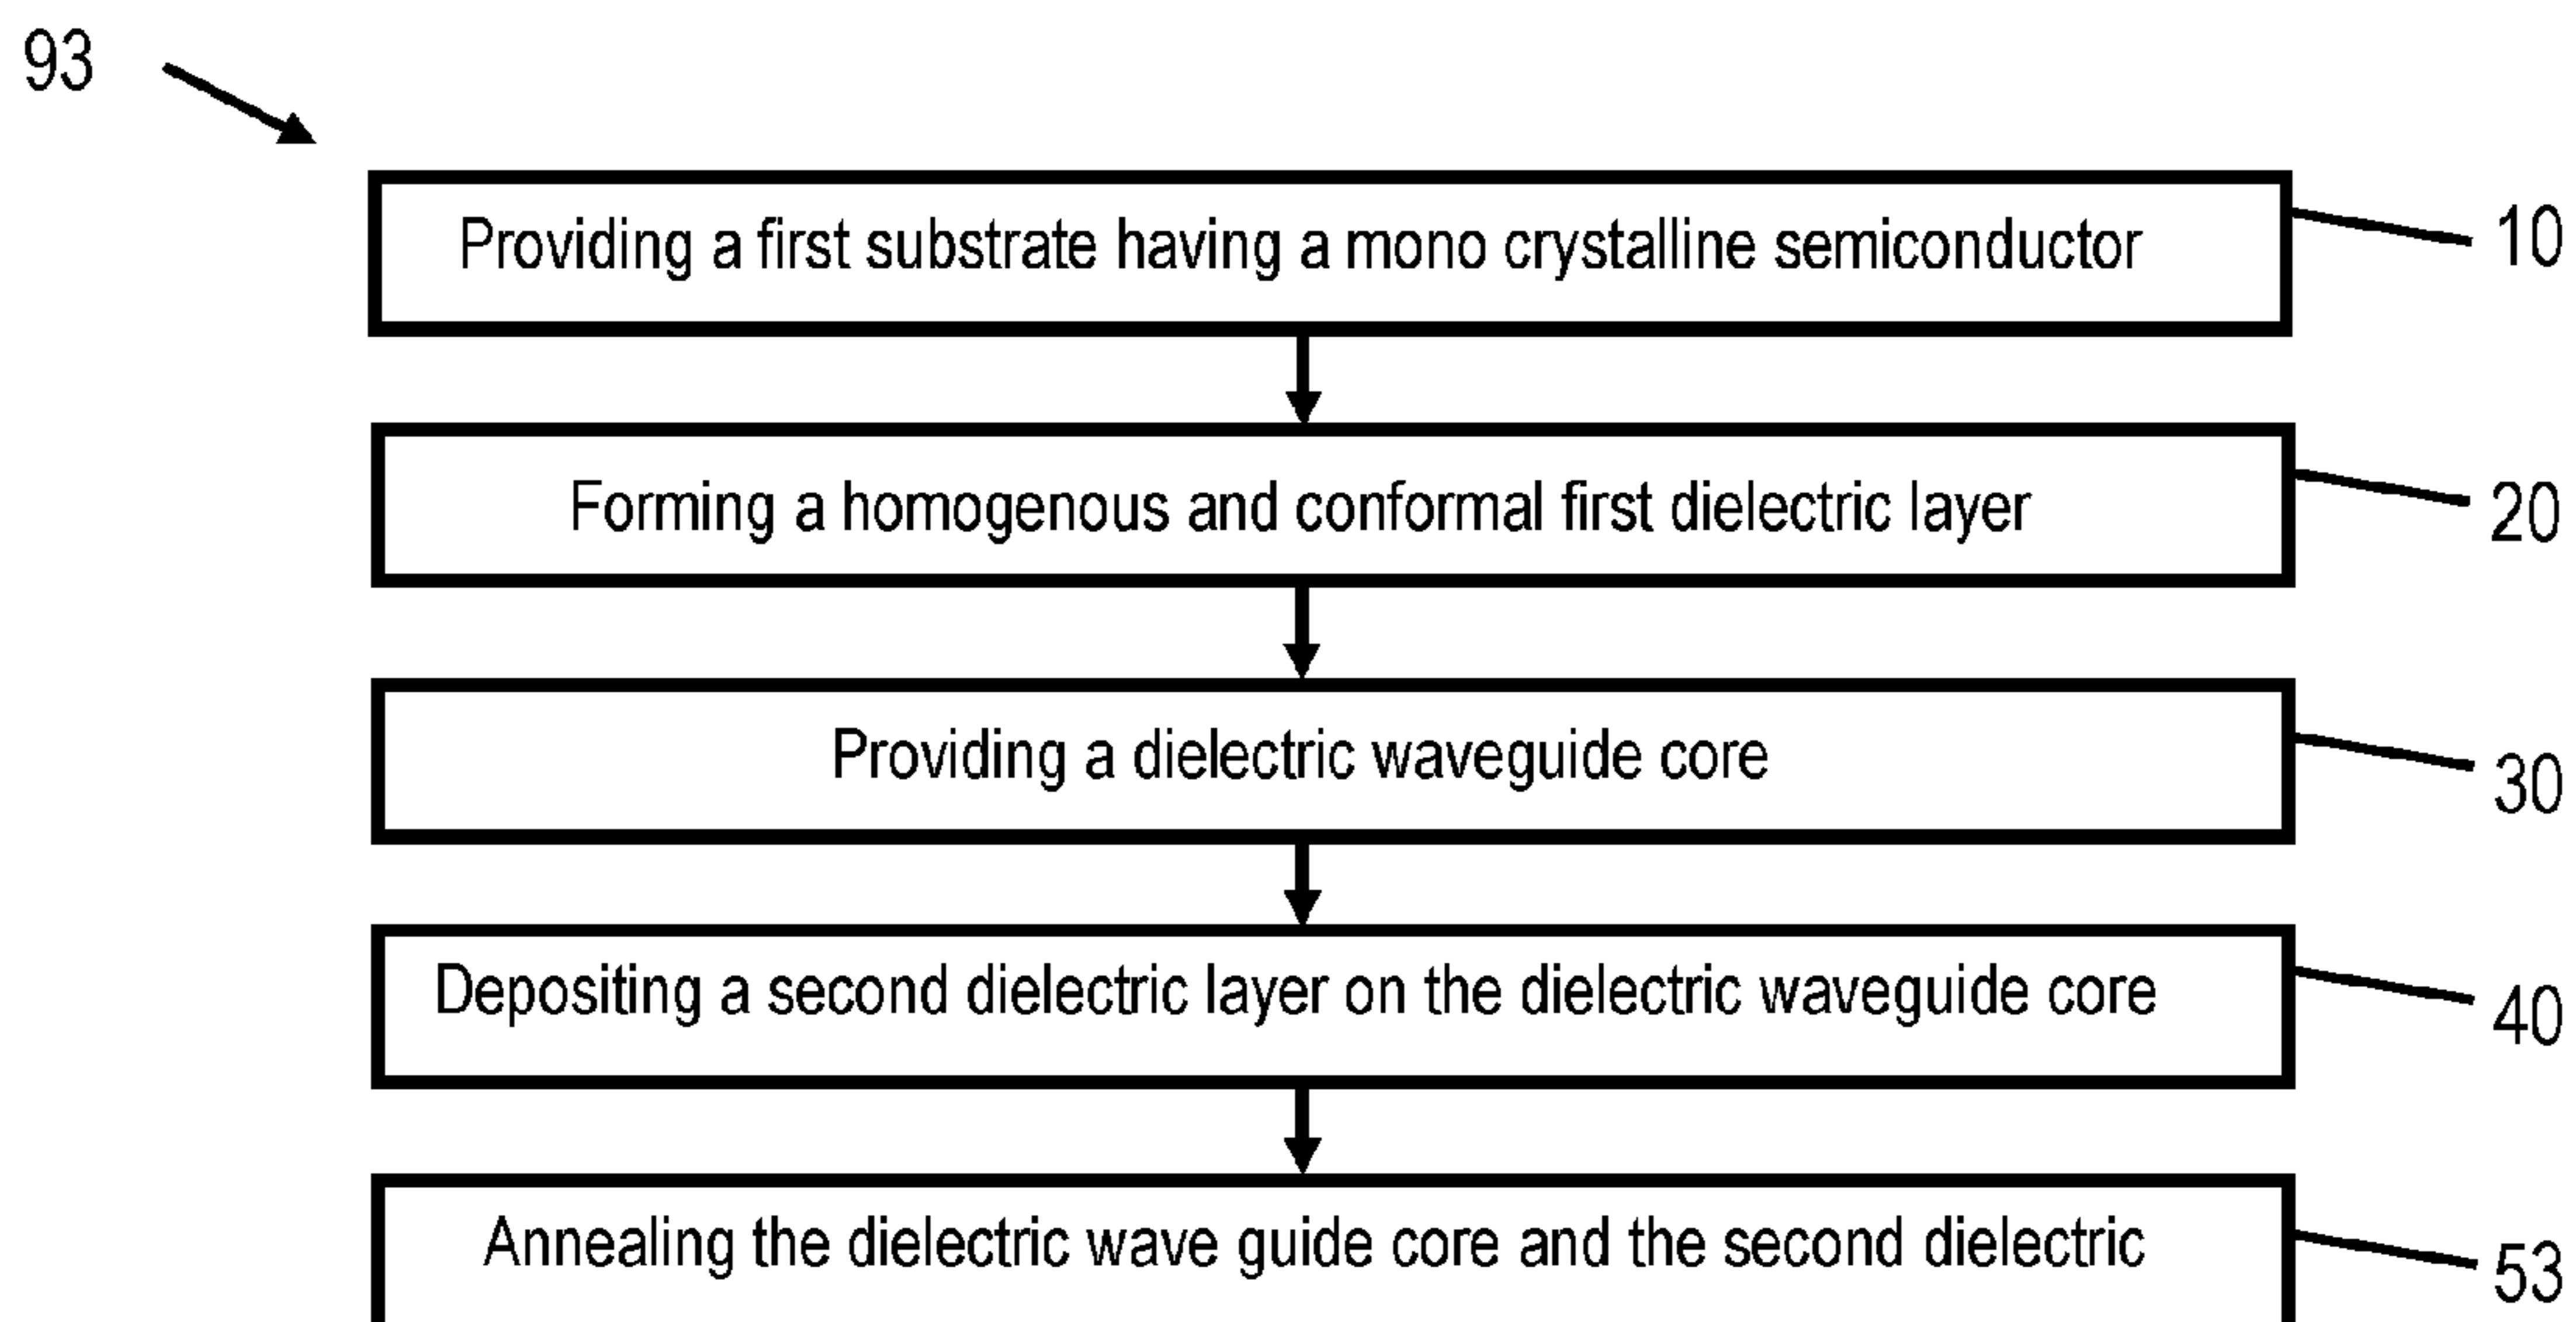 93
Providing a first substrate having a mono crystalline semiconductor
10
Forming a homogenous and conformal first dielectric layer
20
Providing a dielectric waveguide core
30
Depositing a second dielectric layer on the dielectric waveguide core
40
Annealing the dielectric wave guide core and the second dielectric
53